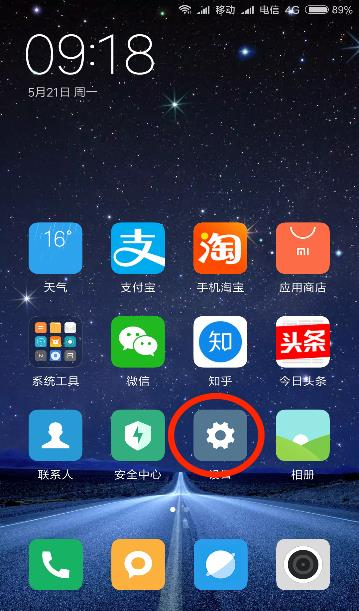 移动 电信 4G 89%
09:18
5月21日 周一
16°
支
淘
mi
天气 支付宝 手机淘宝 应用商店
知
头条
系统工具 微信 知乎 今日头条
联系人 安全中心 设置 相册